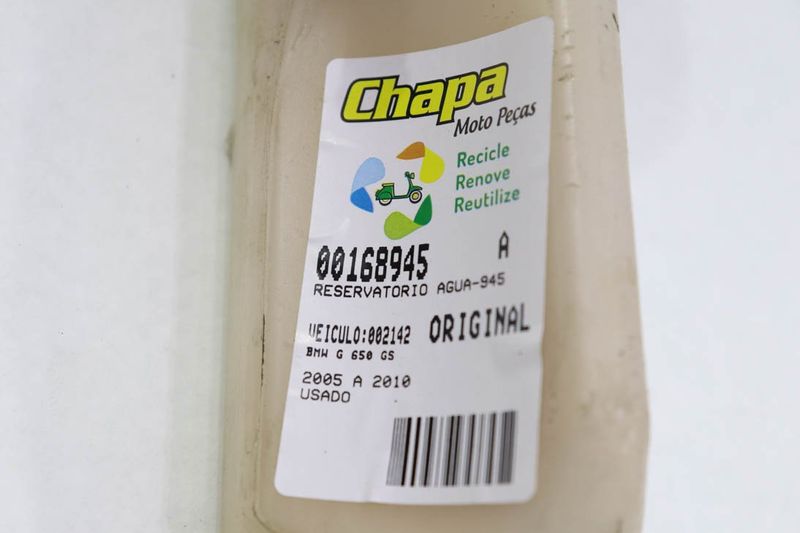 Chapa
Moto Peças
Recicle
Renove
Reutilize
00168945 A
RESERVATORIO AGUA-945
VEICULO:002142 ORIGINAL
BMW G 650 GS
2005 A 2010
USADO